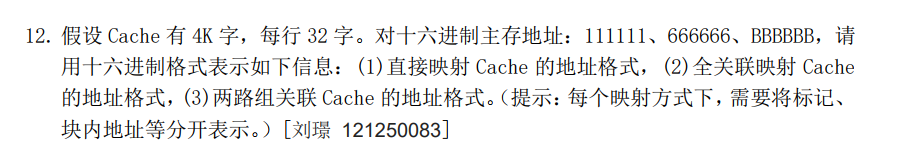 12. 假设 Cache 有 4K 字，每行 32 字。对十六进制主存地址：111111、666666、BBBBBB，请
用十六进制格式表示如下信息：(1)直接映射 Cache 的地址格式，(2)全关联映射 Cache
的地址格式，(3)两路组关联 Cache 的地址格式。（提示：每个映射方式下，需要将标记、
块内地址等分开表示。）[刘璟 121250083]